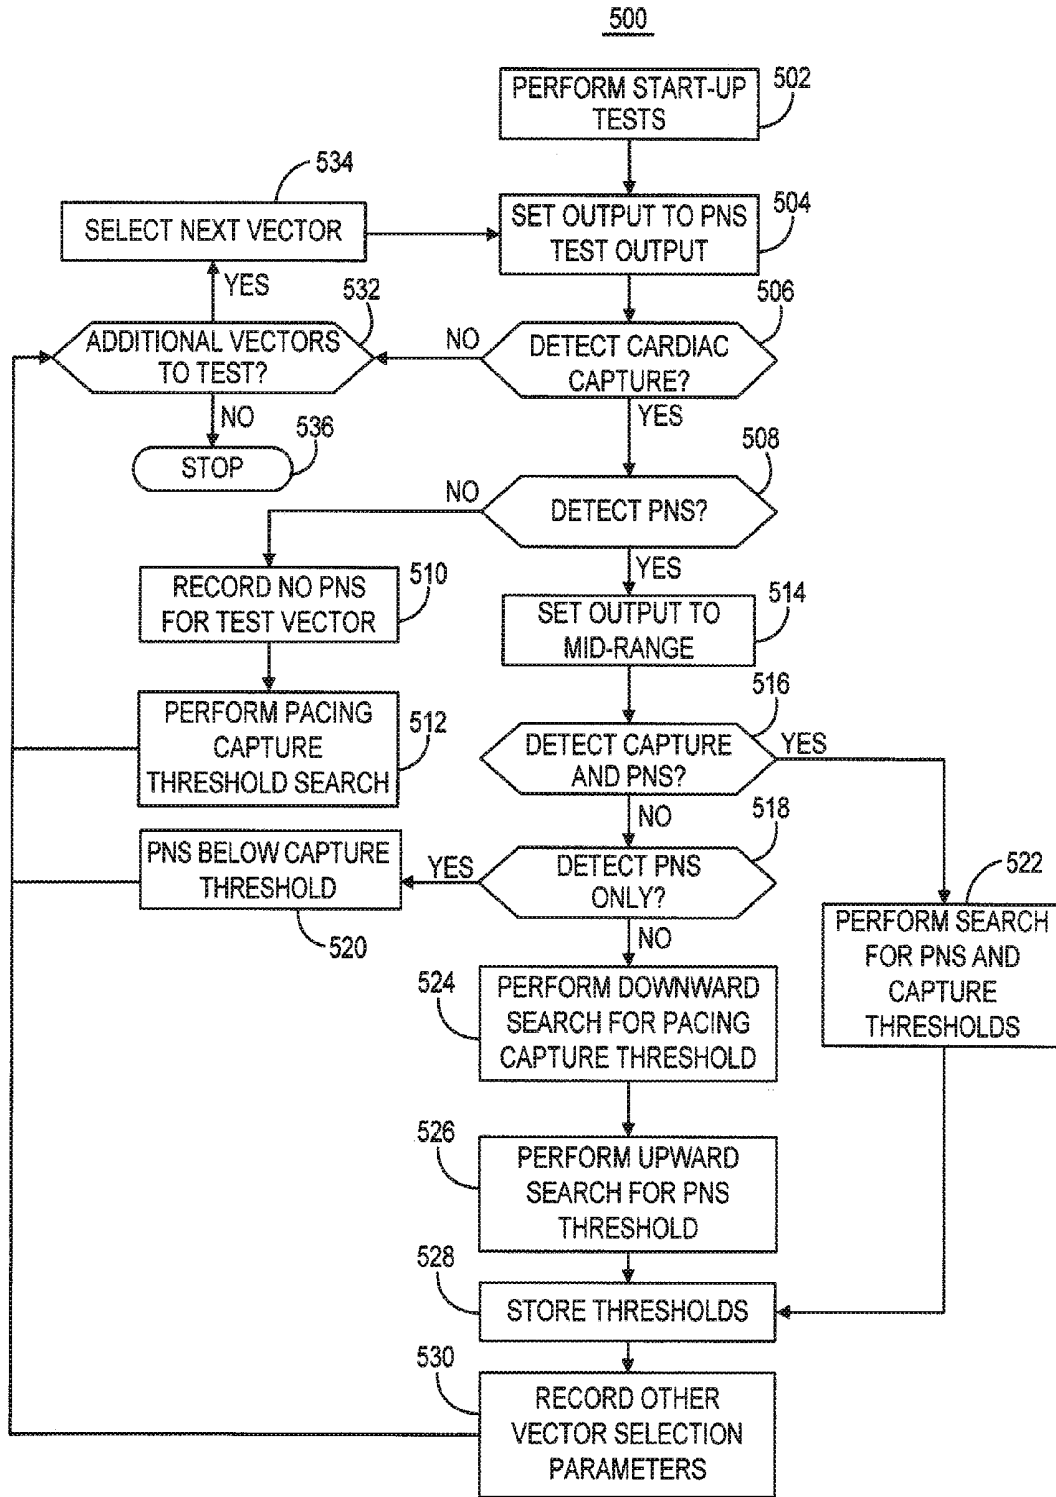 500
PERFORM START-UP
TESTS
502
534
SELECT NEXT VECTOR
SET OUTPUT TO PNS
TEST OUTPUT
504
YES
532
506
ADDITIONAL VECTORS
TO TEST?
NO
DETECT CARDIAC
CAPTURE?
NO
YES
536
STOP
508
NO
DETECT PNS?
YES
510
RECORD NO PNS
FOR TEST VECTOR
514
SET OUTPUT TO
MID-RANGE
516
PERFORM PACING
CAPTURE
THRESHOLD SEARCH
512
DETECT CAPTURE
AND PNS?
YES
NO
518
PNS BELOW CAPTURE
THRESHOLD
YES
DETECT PNS
ONLY?
520
522
NO
PERFORM SEARCH
FOR PNS AND
CAPTURE
THRESHOLDS
524
PERFORM DOWNWARD
SEARCH FOR PACING
CAPTURE THRESHOLD
526
PERFORM UPWARD
SEARCH FOR PNS
THRESHOLD
528
STORE THRESHOLDS
530
RECORD OTHER
VECTOR SELECTION
PARAMETERS